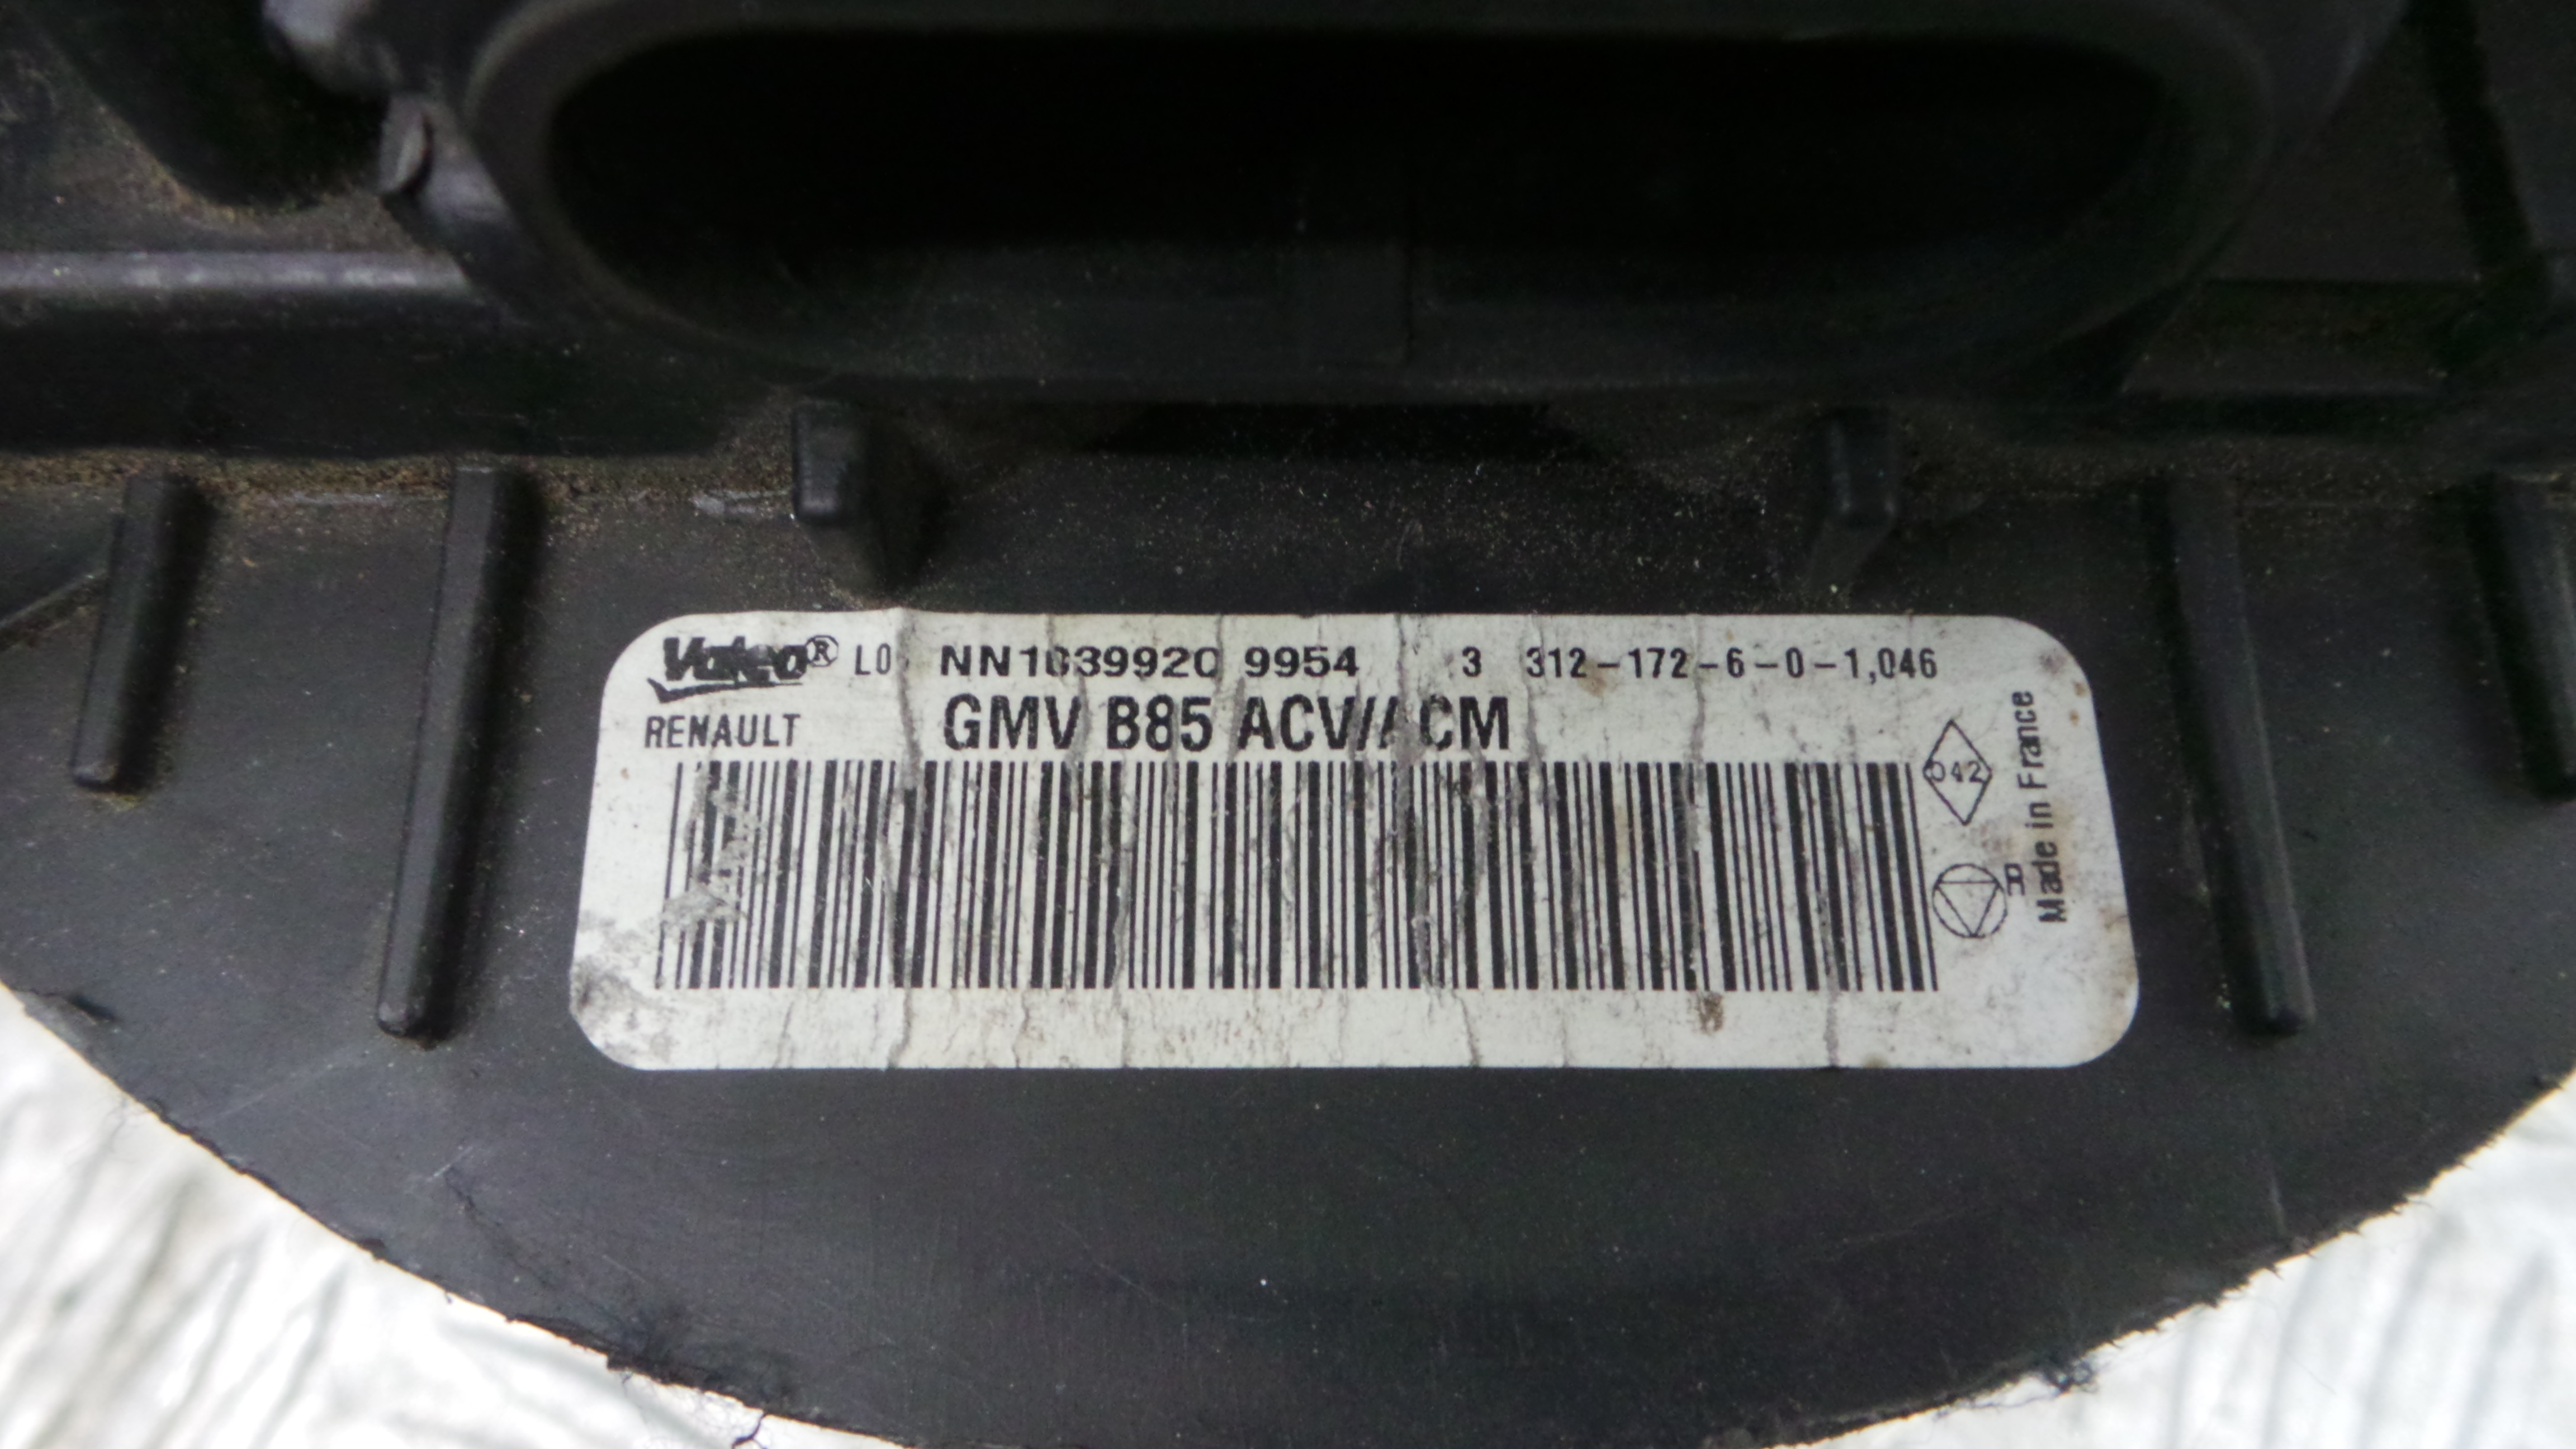 Valeo® L0 NN1039920 9954 3 312-172-6-0-1,046
RENAULT GMV B85 ACV/ACM
042
B
Made in France